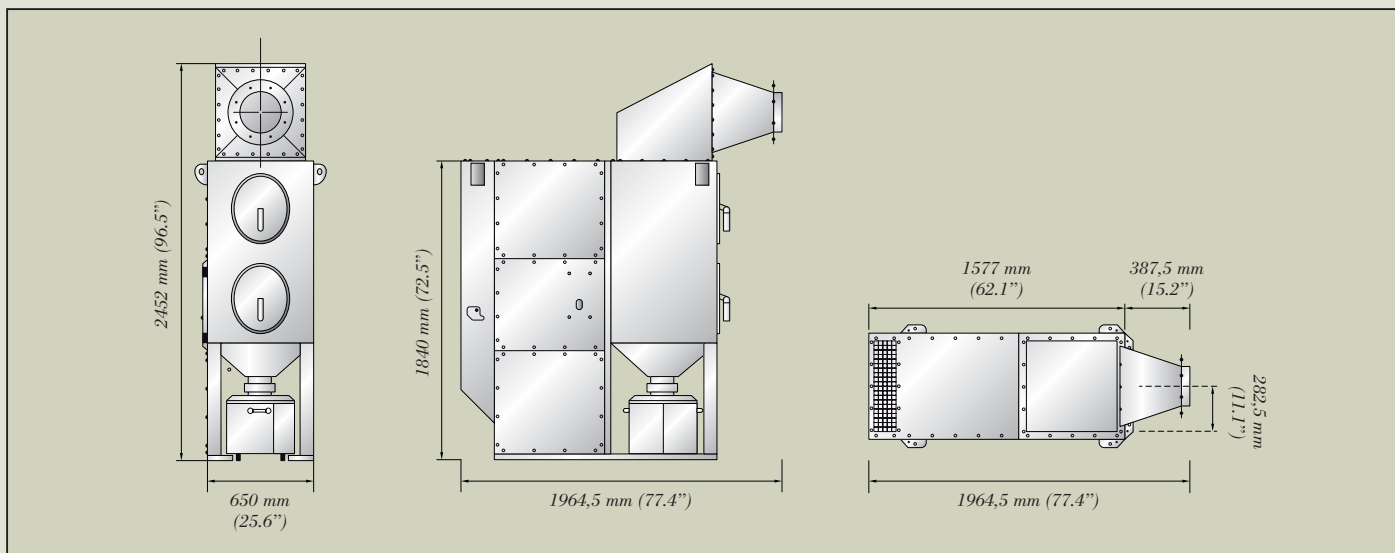 2452 mm (96.5”)
650 mm
(25.6”)
1840 mm (72.5”)
1964,5 mm (77.4”)
1577 mm
(62.1”)
387,5 mm
(15.2”)
282,5 mm
(11.1”)
1964,5 mm (77.4”)